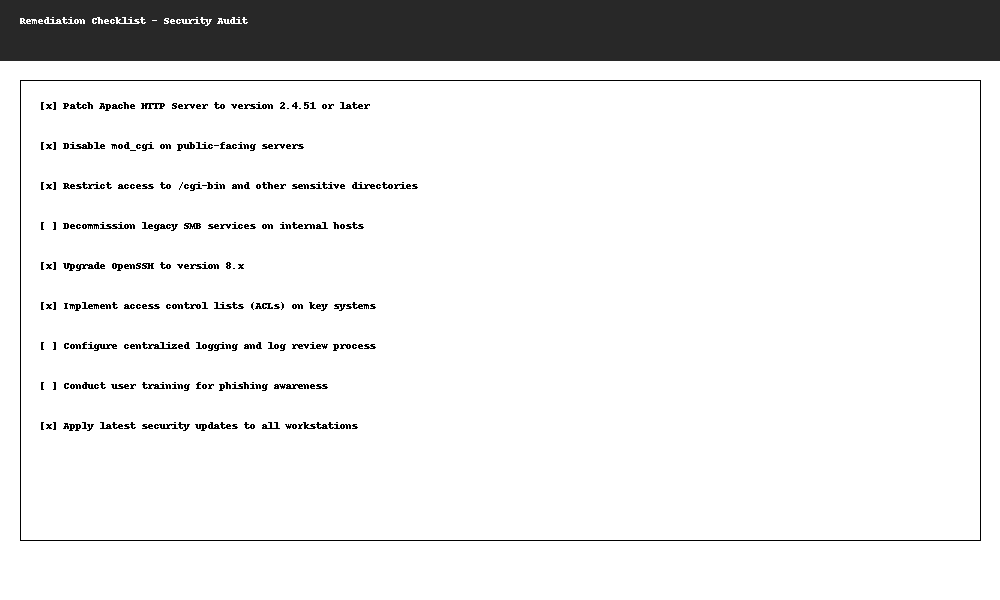 Remediation Checklist - Security Audit
[x] Patch Apache HTTP Server to version 2.4.51 or later
[x] Disable mod_cgi on public-facing servers
[x] Restrict access to /cgi-bin and other sensitive directories
[ ] Decommission legacy SMB services on internal hosts
[x] Upgrade OpenSSH to version 8.x
[x] Implement access control lists (ACLs) on key systems
[ ] Configure centralized logging and log review process
[ ] Conduct user training for phishing awareness
[x] Apply latest security updates to all workstations